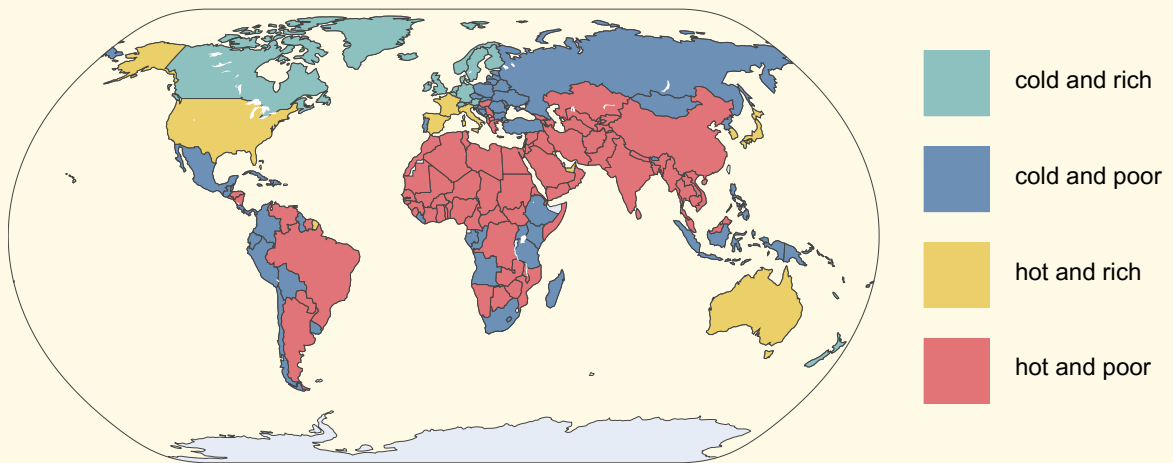 cold and rich
cold and poor
hot and rich
hot and poor